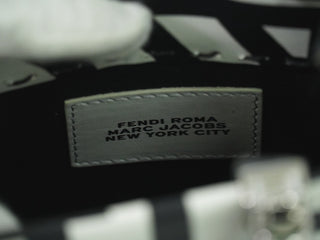 FENDI ROMA
MARC JACOBS
NEW YORK CITY